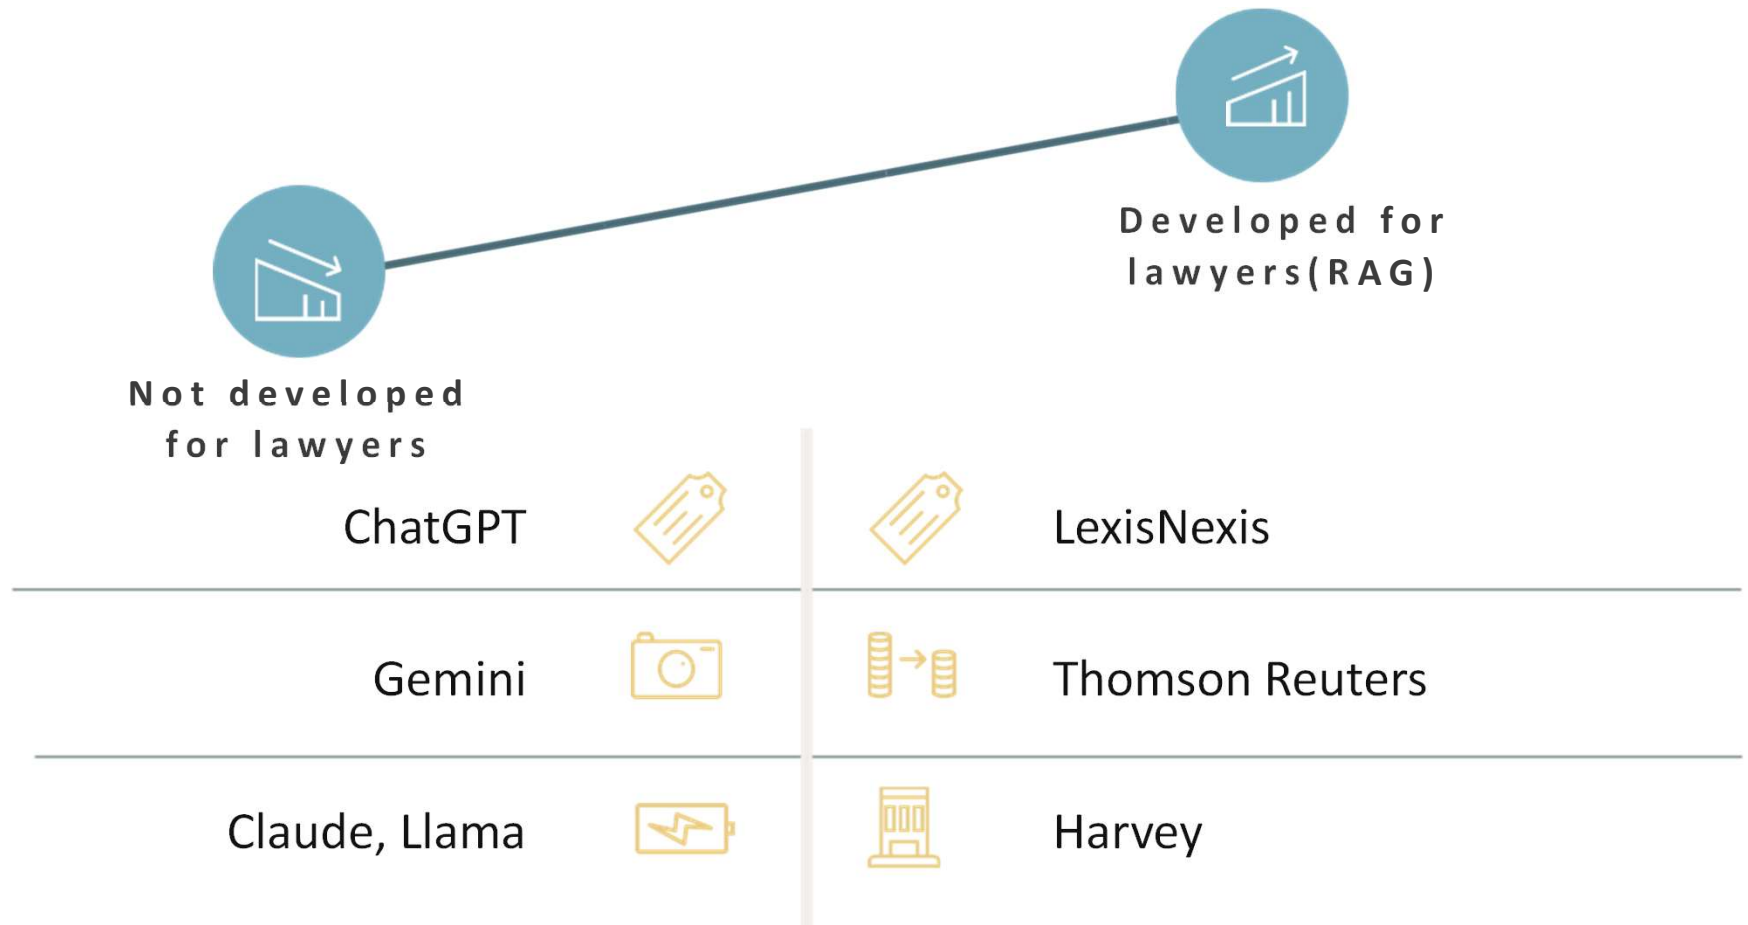 Developed for
lawyers(RAG)
Not developed
for lawyers
ChatGPT
LexisNexis
Gemini
Thomson Reuters
Claude, Llama
Harvey